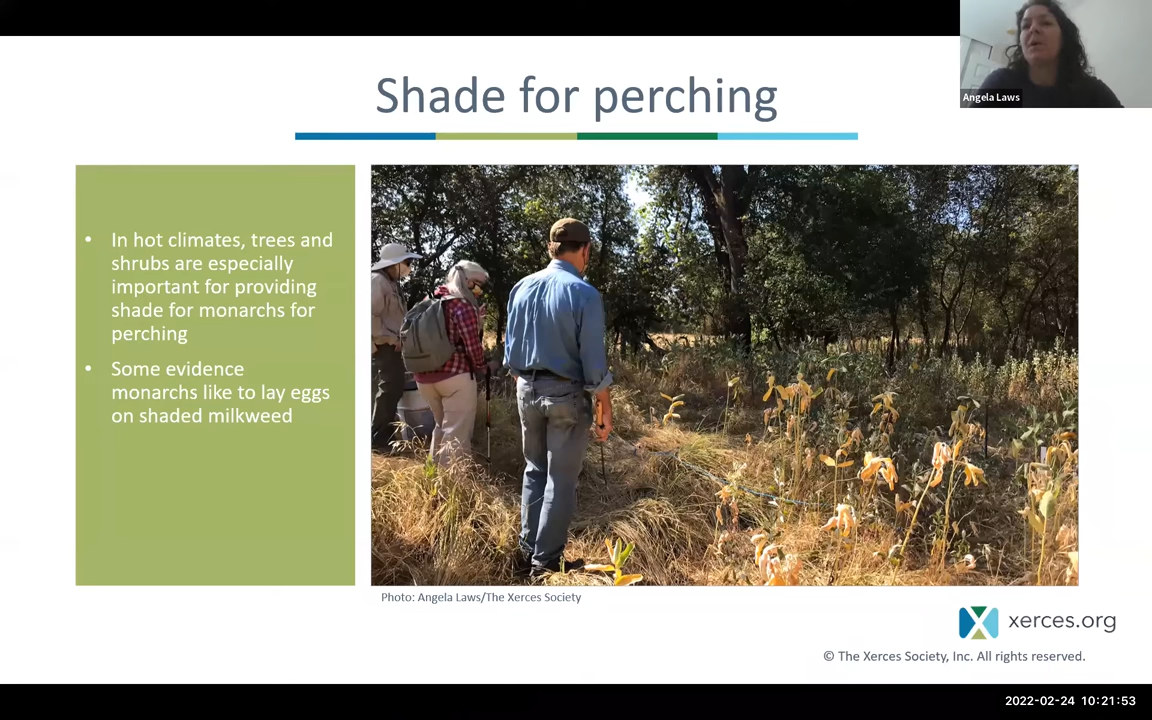 Angela Laws
Shade for perching
• In hot climates, trees and
shrubs are especially
important for providing
shade for monarchs for
perching
• Some evidence
monarchs like to lay eggs
on shaded milkweed
Photo: Angela Laws/The Xerces Society
xerces.org
© The Xerces Society, Inc. All rights reserved.
2022-02-24 10:21:53